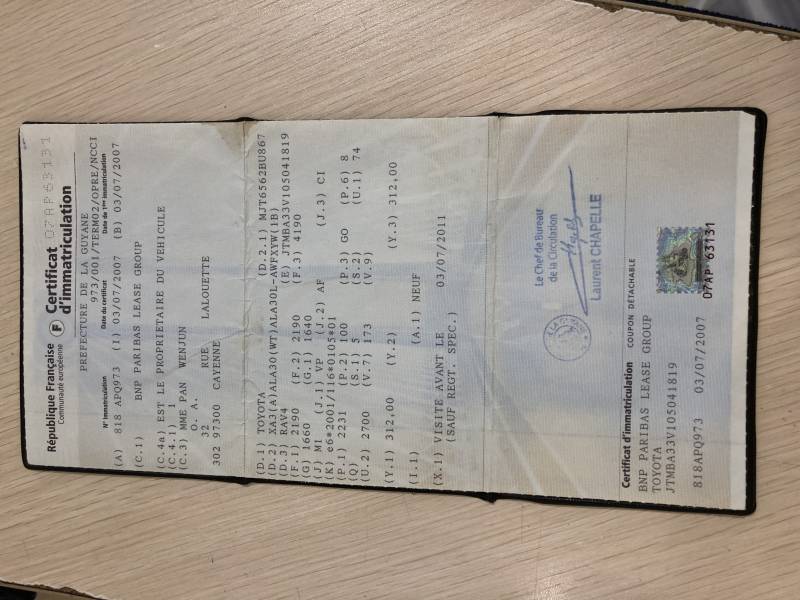 République Française
Communauté européenne
F
Certificat 07AP63131
d'immatriculation
PREFECTURE DE LA GUYANE
973/001/TERM02/OPRE/NCCI
N° Immatriculation Date du certificat Date de 1ère immatriculation
(A) 818 APQ973 (I) 03/07/2007 (B) 03/07/2007
(C.1) BNP PARIBAS LEASE GROUP
(C.4a) EST LE PROPRIETAIRE DU VEHICULE
(C.4.1) 1
(C.3) MME PAN WENJUN
O. A.
32 RUE LALOUETTE
302 97300 CAYENNE
(D.1) TOYOTA (D.2.1) MJT6562BU867
(D.2) XA3(A)ALA30(WT)ALA30L-AWFXYW(1B)
(D.3) RAV4 (E) JTMBA33V105041819
(F.1) 2190 (F.2) 2190 (F.3) 4190
(G) 1660 (G.1) 1640
(J) M1 (J.1) VP (J.2) AF (J.3) CI
(K) e6*2001/116*0105*01
(P.1) 2231 (P.2) 100 (P.3) GO (P.6) 8
(Q) (S.1) 5 (S.2) (U.1) 74
(U.2) 2700 (V.7) 173 (V.9)
(Y.1) 312,00 (Y.2) (Y.3) 312,00
(I.1) (A.1) NEUF
(X.1) VISITE AVANT LE 03/07/2011
(SAUF REGT. SPEC.)
Le Chef de Bureau
de la Circulation
Laurent CHAPELLE
Certificat d'immatriculation COUPON DÉTACHABLE
BNP PARIBAS LEASE GROUP
TOYOTA
JTMBA33V105041819
818APQ973 03/07/2007
07AP 63131